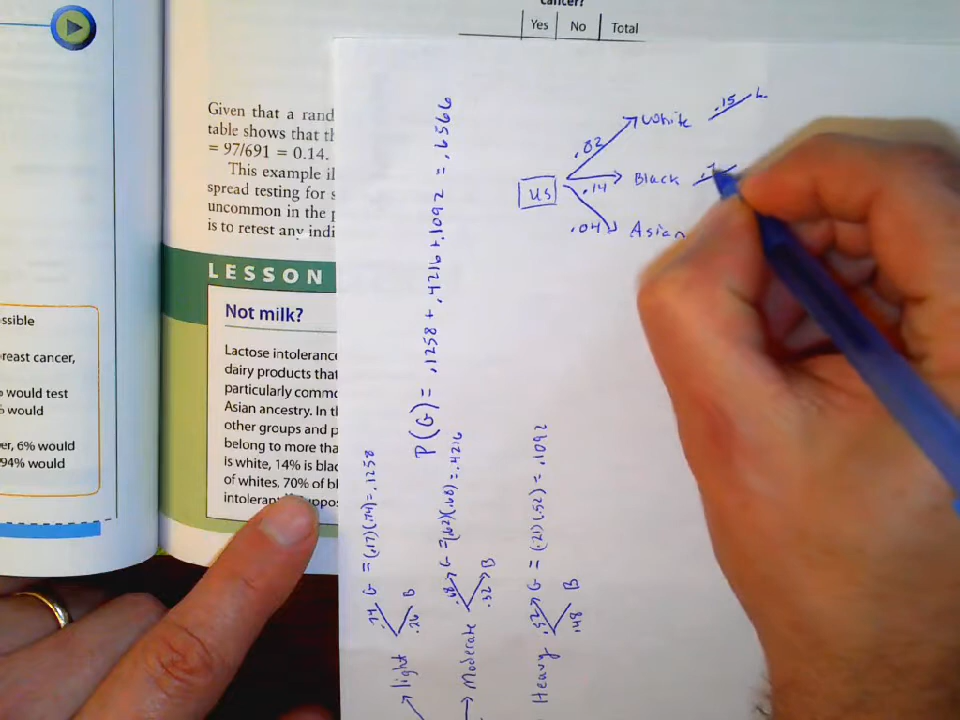 cancer?
Yes No Total
Given that a rand
table shows that th
= 97/691 = 0.14.
This example il
spread testing for s
uncommon in the p
is to retest any indi
LESSON
Not milk?
Lactose intolerance
dairy products that
particularly commo
Asian ancestry. In th
other groups and p
belong to more tha
is white, 14% is blac
of whites, 70% of bl
intolerant
ssible
reast cancer,
would test
would
er, 6% would
94% would
US
.82 White .15 L
.14 Black
.04 Asian
P(G) = .1258 + .4216 + .1092 = .6566
light
.74 G = (.17)(.74) = .1258
.26 B
Moderate
.68 G = (.62)(.68) = .4216
.32 B
Heavy
.52 G = (.21)(.52) = .1092
.48 B